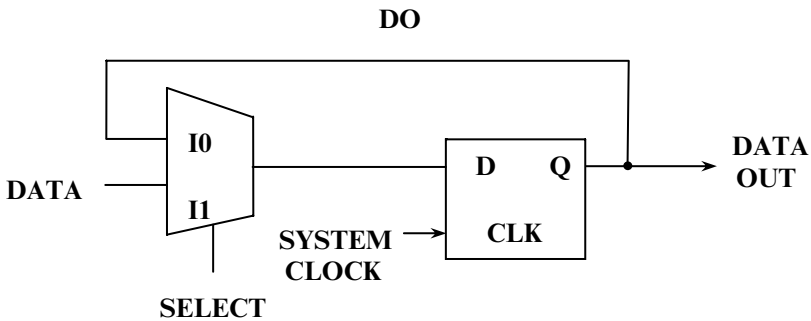 DO
I0
DATA
I1
SELECT
D
Q
CLK
SYSTEM
CLOCK
DATA
OUT